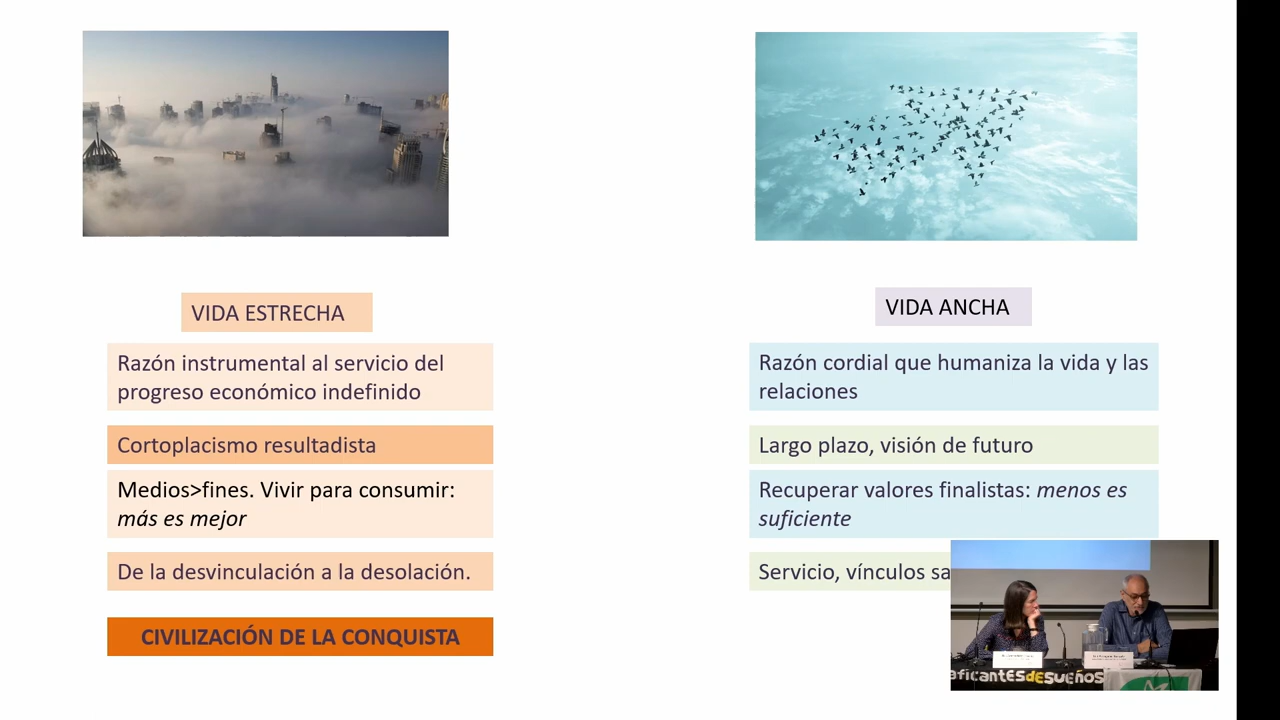 VIDA ESTRECHA
Razón instrumental al servicio del
progreso económico indefinido
Cortoplacismo resultadista
Medios>fines. Vivir para consumir:
más es mejor
De la desvinculación a la desolación.
CIVILIZACIÓN DE LA CONQUISTA
VIDA ANCHA
Razón cordial que humaniza la vida y las
relaciones
Largo plazo, visión de futuro
Recuperar valores finalistas: menos es
suficiente
Servicio, vínculos sa
aficantesdesueños